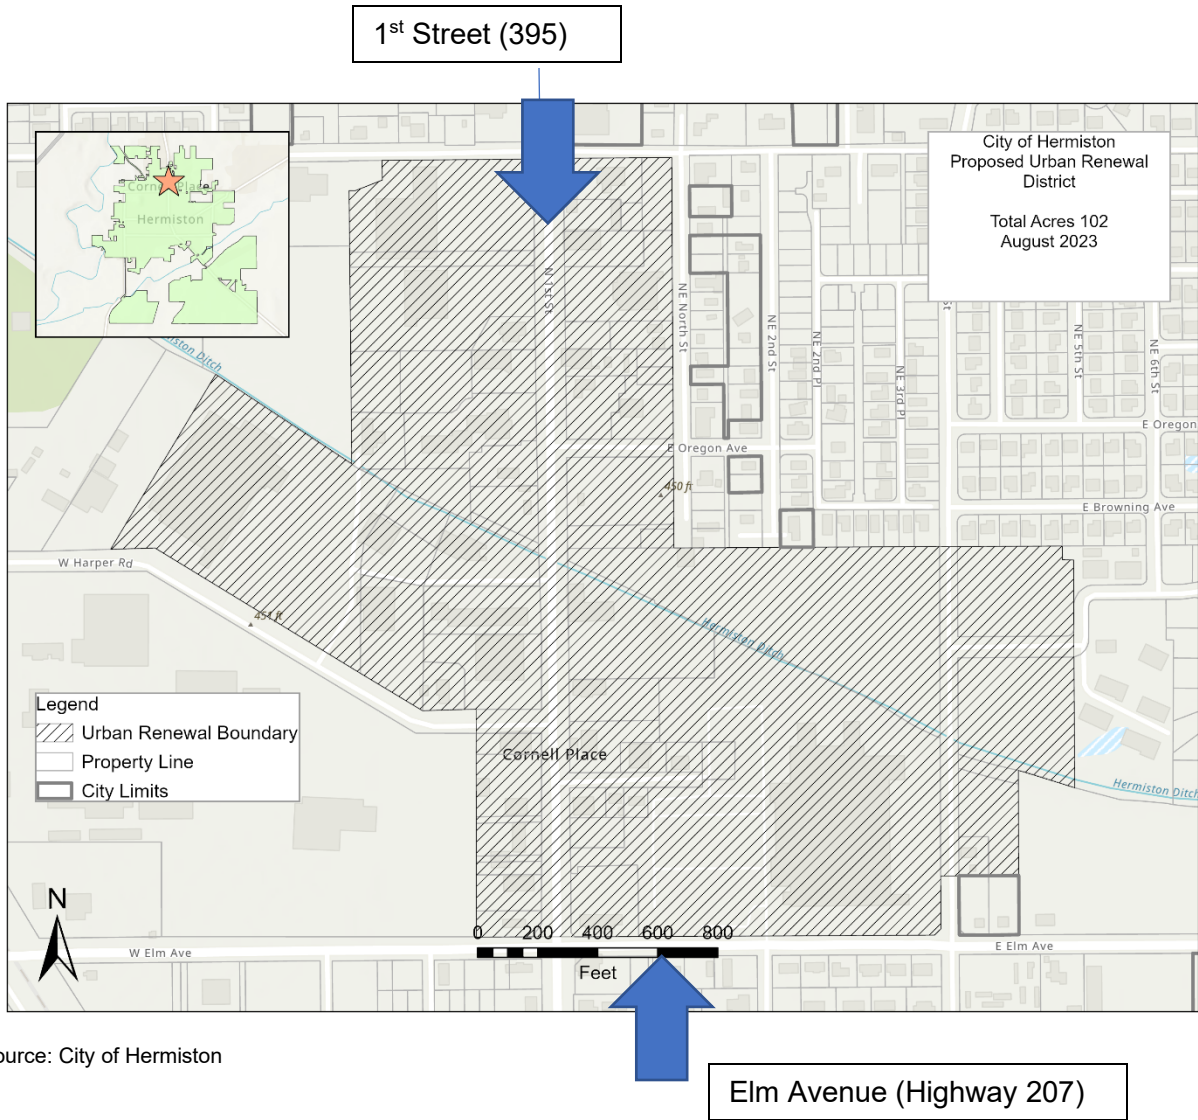 1st Street (395)
City of Hermiston
Proposed Urban Renewal
District
Total Acres 102
August 2023
Hermiston
N 1st St
NE North St
NE 2nd St
NE 2nd Pl
NE 3rd Pl
NE 5th St
NE 6th St
E Oregon
E Oregon Ave
450 ft
E Browning Ave
W Harper Rd
451 ft
Hermiston Ditch
Legend
Urban Renewal Boundary
Property Line
City Limits
Cornell Place
Hermiston Ditch
N
0 200 400 600 800
Feet
W Elm Ave
E Elm Ave
ource: City of Hermiston
Elm Avenue (Highway 207)